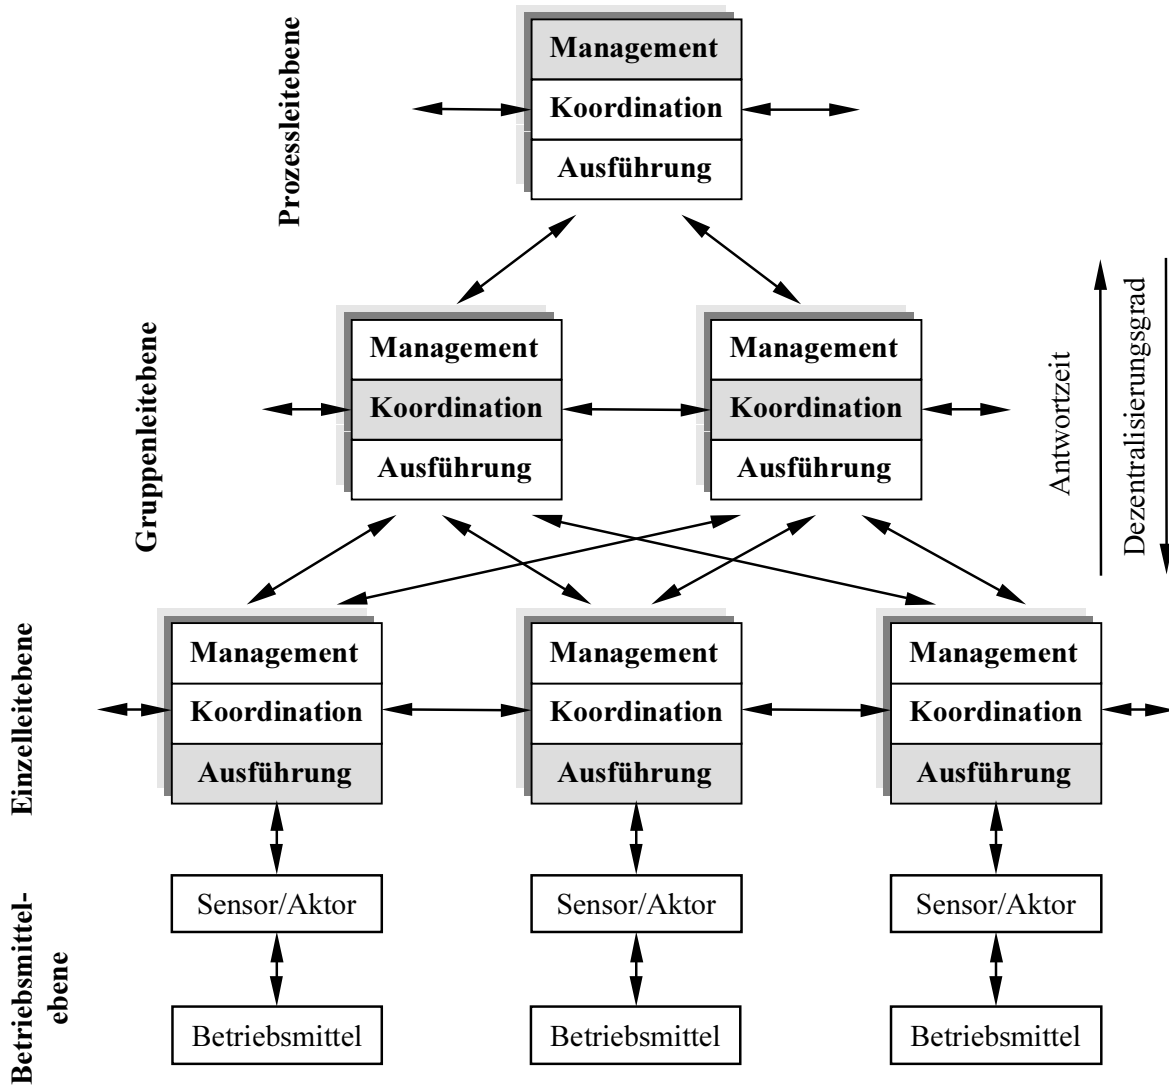 Prozessleitebene
Management
Koordination
Ausführung
Gruppenleitebene
Management
Koordination
Ausführung
Management
Koordination
Ausführung
Antwortzeit
Dezentralisierungsgrad
Einzelleitebene
Management
Koordination
Ausführung
Management
Koordination
Ausführung
Management
Koordination
Ausführung
Betriebsmittel-
ebene
Sensor/Aktor
Sensor/Aktor
Sensor/Aktor
Betriebsmittel
Betriebsmittel
Betriebsmittel